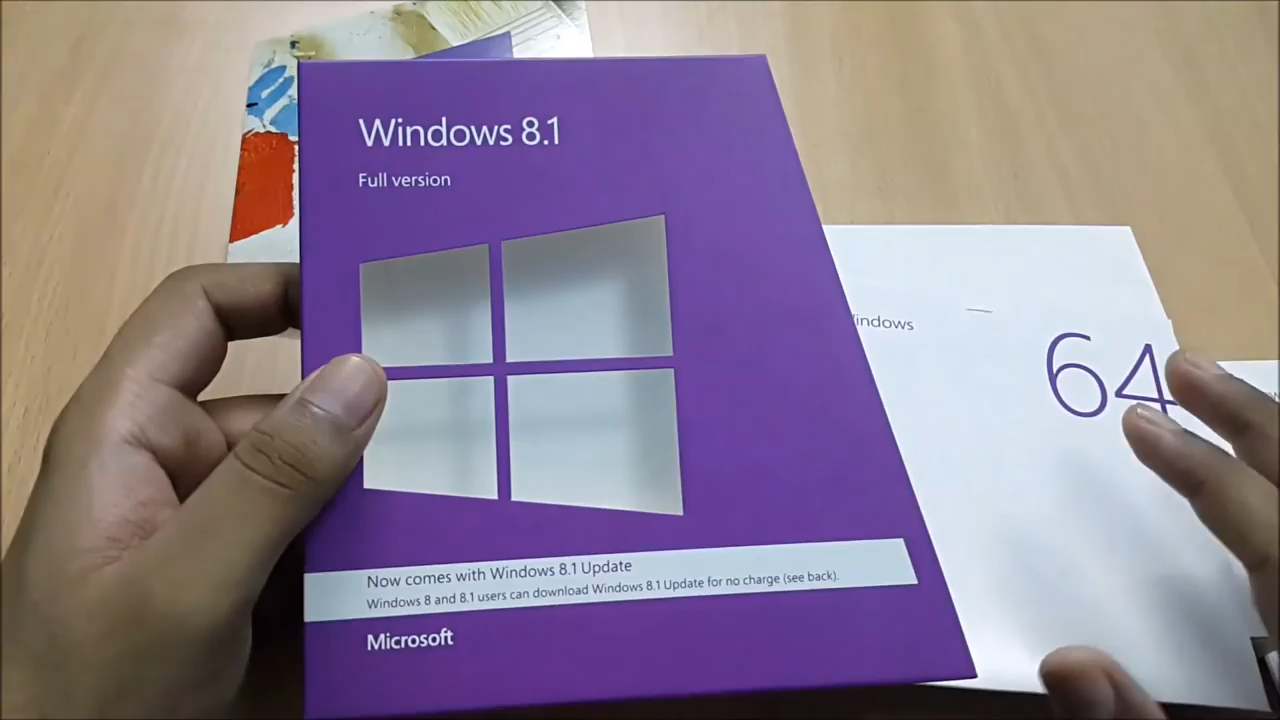 Windows 8.1
Full version
Now comes with Windows 8.1 Update
Windows 8 and 8.1 users can download Windows 8.1 Update for no charge (see back).
Microsoft
indows
64